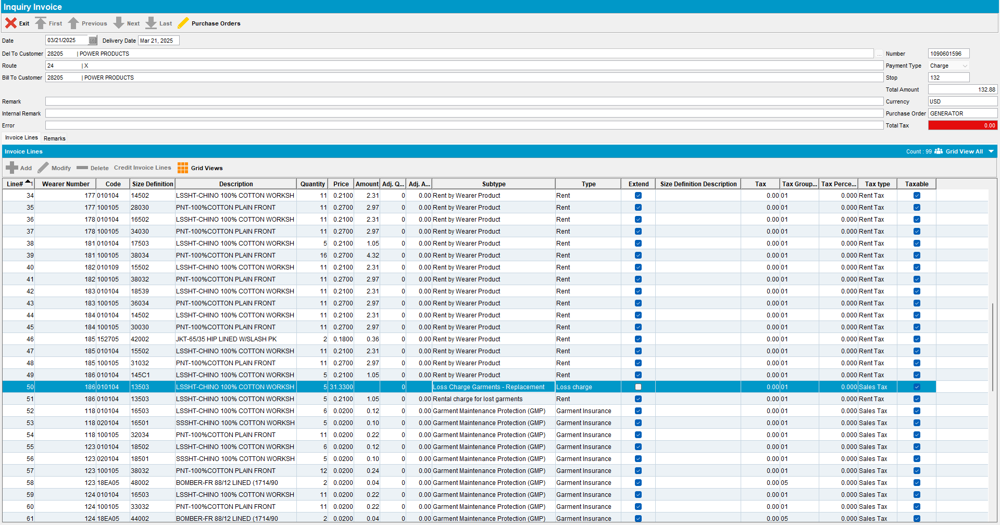 Inquiry Invoice
Exit First Previous Next Last Purchase Orders
Date 03/21/2025 16 Delivery Date Mar 21, 2025
Del To Customer 28205 | POWER PRODUCTS ... Number 1090601596
Route 24 | X Payment Type Charge
Bill To Customer 28205 | POWER PRODUCTS Stop 132
Total Amount 132.88
Remark Currency USD
Internal Remark Purchase Order GENERATOR
Error Total Tax 0.00
Invoice Lines Remarks
Invoice Lines Count : 99 Grid View All
Add Modify Delete Credit Invoice Lines Grid Views
Line# 1 Wearer Number Code Size Definition Description Quantity Price Amount Adj. Q... Adj. A... Subtype Type Extend Size Definition Description Tax Tax Group... Tax Perce... Tax type Taxable
34 177 010104 14502 LSSHT-CHINO 100% COTTON WORKSH 11 0.2100 2.31 0 0.00 Rent by Wearer Product Rent 0.00 01 0.000 Rent Tax
35 177 100105 28030 PNT-100%COTTON PLAIN FRONT 11 0.2700 2.97 0 0.00 Rent by Wearer Product Rent 0.00 01 0.000 Rent Tax
36 178 010104 16502 LSSHT-CHINO 100% COTTON WORKSH 11 0.2100 2.31 0 0.00 Rent by Wearer Product Rent 0.00 01 0.000 Rent Tax
37 178 100105 34030 PNT-100%COTTON PLAIN FRONT 11 0.2700 2.97 0 0.00 Rent by Wearer Product Rent 0.00 01 0.000 Rent Tax
38 181 010104 17503 LSSHT-CHINO 100% COTTON WORKSH 5 0.2100 1.05 0 0.00 Rent by Wearer Product Rent 0.00 01 0.000 Rent Tax
39 181 100105 38034 PNT-100%COTTON PLAIN FRONT 16 0.2700 4.32 0 0.00 Rent by Wearer Product Rent 0.00 01 0.000 Rent Tax
40 182 010109 15502 LSSHT-CHINO 100% COTTON WORKSH 11 0.2100 2.31 0 0.00 Rent by Wearer Product Rent 0.00 01 0.000 Rent Tax
41 182 100105 38032 PNT-100%COTTON PLAIN FRONT 11 0.2700 2.97 0 0.00 Rent by Wearer Product Rent 0.00 01 0.000 Rent Tax
42 183 010104 18539 LSSHT-CHINO 100% COTTON WORKSH 11 0.2100 2.31 0 0.00 Rent by Wearer Product Rent 0.00 01 0.000 Rent Tax
43 183 100105 36034 PNT-100%COTTON PLAIN FRONT 11 0.2700 2.97 0 0.00 Rent by Wearer Product Rent 0.00 01 0.000 Rent Tax
44 184 010104 14502 LSSHT-CHINO 100% COTTON WORKSH 11 0.2100 2.31 0 0.00 Rent by Wearer Product Rent 0.00 01 0.000 Rent Tax
45 184 100105 30030 PNT-100%COTTON PLAIN FRONT 11 0.2700 2.97 0 0.00 Rent by Wearer Product Rent 0.00 01 0.000 Rent Tax
46 185 152705 42002 JKT-65/35 HIP LINED W/SLASH PK 2 0.1800 0.36 0 0.00 Rent by Wearer Product Rent 0.00 01 0.000 Rent Tax
47 185 010104 15502 LSSHT-CHINO 100% COTTON WORKSH 11 0.2100 2.31 0 0.00 Rent by Wearer Product Rent 0.00 01 0.000 Rent Tax
48 185 100105 31032 PNT-100%COTTON PLAIN FRONT 11 0.2700 2.97 0 0.00 Rent by Wearer Product Rent 0.00 01 0.000 Rent Tax
49 186 010104 145C1 LSSHT-CHINO 100% COTTON WORKSH 5 0.2100 1.05 0 0.00 Rent by Wearer Product Rent 0.00 01 0.000 Rent Tax
50 186 010104 13503 LSSHT-CHINO 100% COTTON WORKSH 5 31.3300 0 Loss Charge Garments - Replacement Loss charge 0.00 01 0.000 Sales Tax
51 186 010104 13503 LSSHT-CHINO 100% COTTON WORKSH 5 0.2100 1.05 0 0.00 Rental charge for lost garments Rent 0.00 01 0.000 Rent Tax
52 118 010104 16503 LSSHT-CHINO 100% COTTON WORKSH 6 0.0200 0.12 0 0.00 Garment Maintenance Protection (GMP) Garment Insurance 0.00 01 0.000 Sales Tax
53 118 020104 16501 SSSHT-CHINO 100% COTTON WORKSH 5 0.0200 0.10 0 0.00 Garment Maintenance Protection (GMP) Garment Insurance 0.00 01 0.000 Sales Tax
54 118 100105 32034 PNT-100%COTTON PLAIN FRONT 11 0.0200 0.22 0 0.00 Garment Maintenance Protection (GMP) Garment Insurance 0.00 01 0.000 Sales Tax
55 123 010104 18502 LSSHT-CHINO 100% COTTON WORKSH 6 0.0200 0.12 0 0.00 Garment Maintenance Protection (GMP) Garment Insurance 0.00 01 0.000 Sales Tax
56 123 020104 18501 SSSHT-CHINO 100% COTTON WORKSH 5 0.0200 0.10 0 0.00 Garment Maintenance Protection (GMP) Garment Insurance 0.00 01 0.000 Sales Tax
57 123 100105 38032 PNT-100%COTTON PLAIN FRONT 12 0.0200 0.24 0 0.00 Garment Maintenance Protection (GMP) Garment Insurance 0.00 01 0.000 Sales Tax
58 123 18EA05 48002 BOMBER-FR 88/12 LINED (1714/90 2 0.0200 0.04 0 0.00 Garment Maintenance Protection (GMP) Garment Insurance 0.00 05 0.000 Sales Tax
59 124 010104 16503 LSSHT-CHINO 100% COTTON WORKSH 11 0.0200 0.22 0 0.00 Garment Maintenance Protection (GMP) Garment Insurance 0.00 01 0.000 Sales Tax
60 124 100105 33032 PNT-100%COTTON PLAIN FRONT 11 0.0200 0.22 0 0.00 Garment Maintenance Protection (GMP) Garment Insurance 0.00 01 0.000 Sales Tax
61 124 18EA05 44002 BOMBER-FR 88/12 LINED (1714/90 2 0.0200 0.04 0 0.00 Garment Maintenance Protection (GMP) Garment Insurance 0.00 05 0.000 Sales Tax